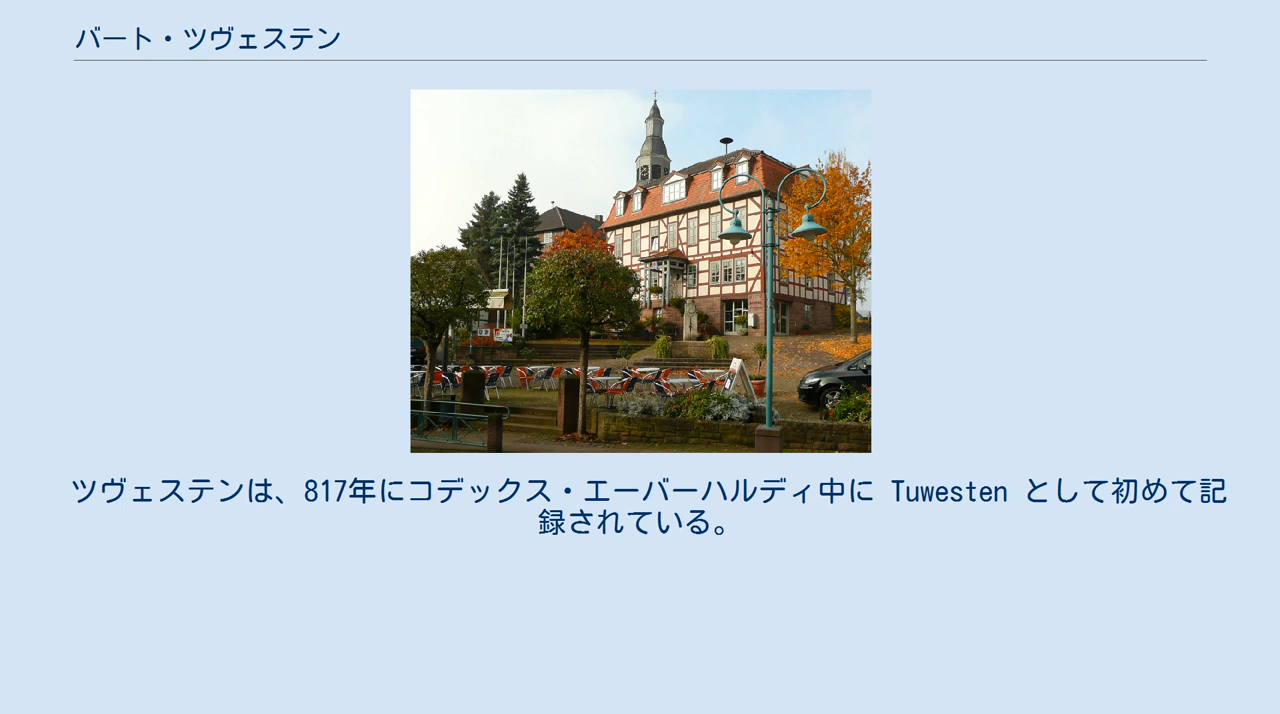 バート・ツヴェステン
ツヴェステンは、817年にコデックス・エーバーハルディ中に Tuwesten として初めて記
録されている。